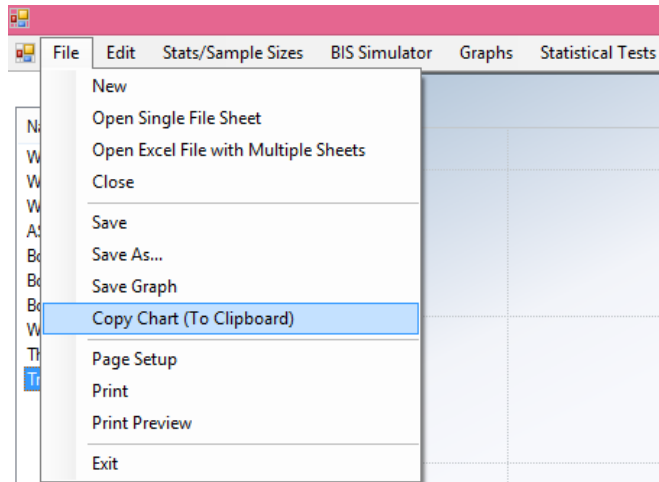 File Edit Stats/Sample Sizes BIS Simulator Graphs Statistical Tests
New
Open Single File Sheet
Open Excel File with Multiple Sheets
Close
Save
Save As...
Save Graph
Copy Chart (To Clipboard)
Page Setup
Print
Print Preview
Exit